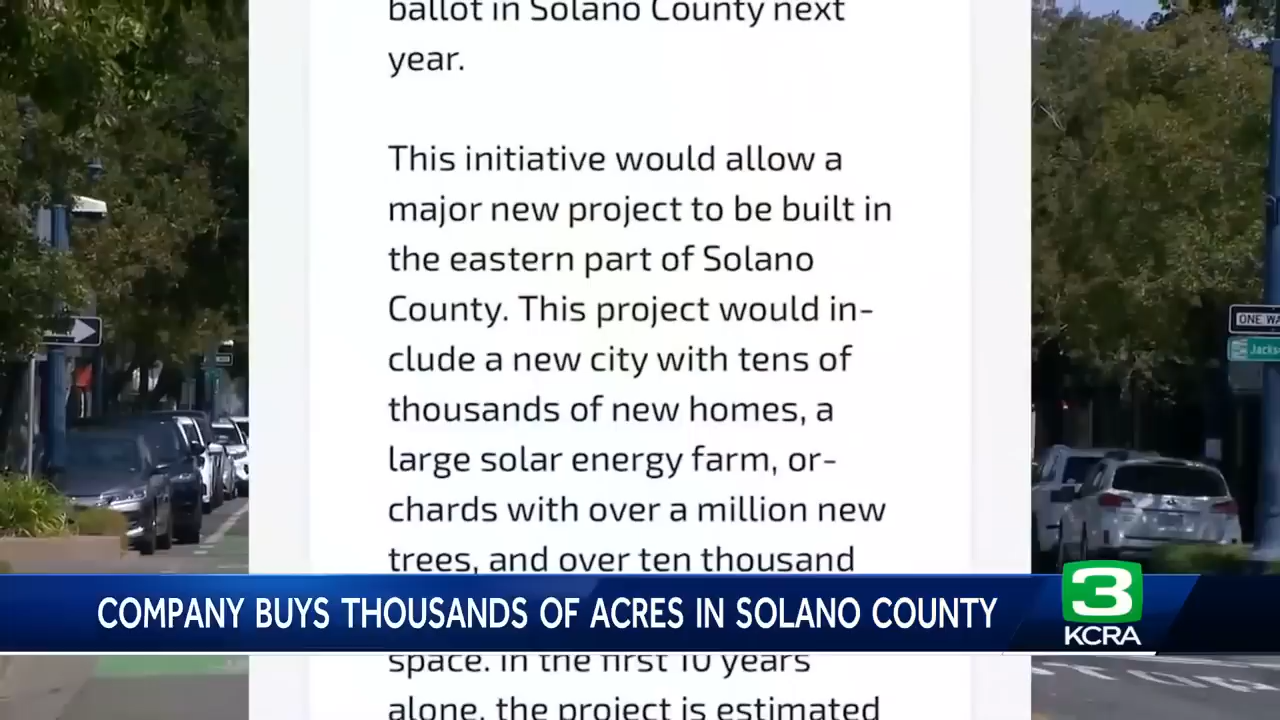 ballot in Solano County next
year.
This initiative would allow a
major new project to be built in
the eastern part of Solano
County. This project would in-
clude a new city with tens of
thousands of new homes, a
large solar energy farm, or-
chards with over a million new
trees, and over ten thousand
space. In the first 10 years
alone, the project is estimated
COMPANY BUYS THOUSANDS OF ACRES IN SOLANO COUNTY
3
KCRA
ONE WA
Jacks